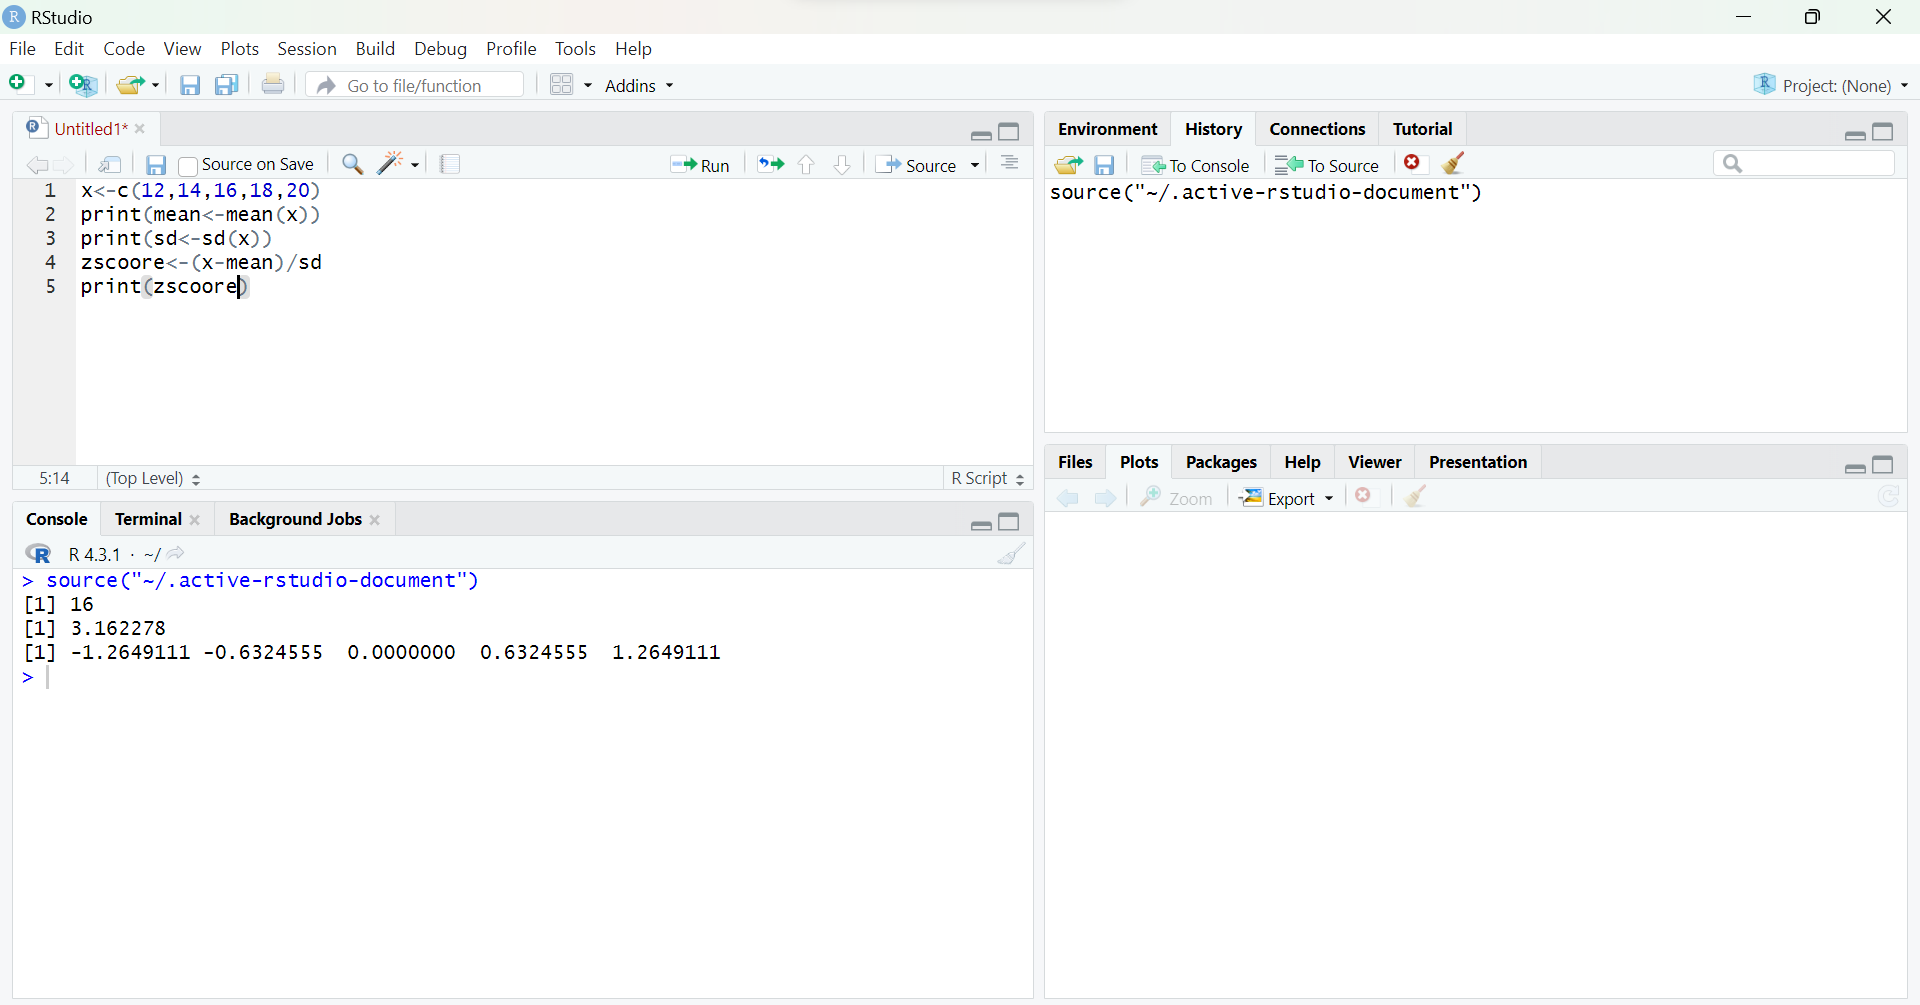 RStudio
File Edit Code View Plots Session Build Debug Profile Tools Help
Go to file/function Addins Project: (None)
Untitled1*
Source on Save Run Source
1 x<-c(12,14,16,18,20)
2 print(mean<-mean(x))
3 print(sd<-sd(x))
4 zscoore<-(x-mean)/sd
5 print(zscoore)
5:14 (Top Level) R Script
Console Terminal Background Jobs
R 4.3.1 · ~/
> source("~/.active-rstudio-document")
[1] 16
[1] 3.162278
[1] -1.2649111 -0.6324555  0.0000000  0.6324555  1.2649111
>
Environment History Connections Tutorial
To Console To Source
source("~/.active-rstudio-document")
Files Plots Packages Help Viewer Presentation
Zoom Export